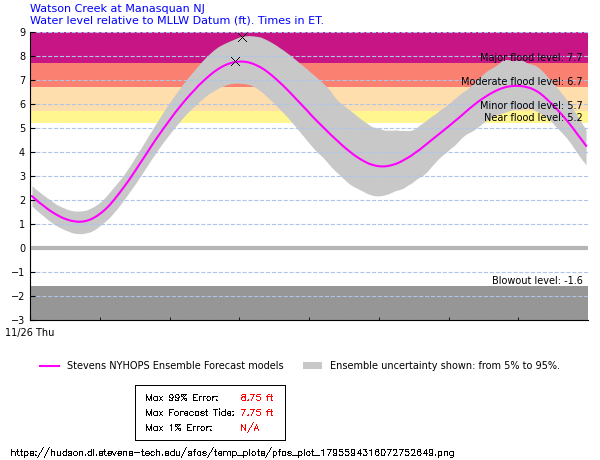 Watson Creek at Manasquan NJ
Water level relative to MLLW Datum (ft). Times in ET.
9
8
Major flood level: 7.7
7
Moderate flood level: 6.7
6
Minor flood level: 5.7
Near flood level: 5.2
5
4
3
2
1
0
−1
Blowout level: -1.6
−2
−3
11/26 Thu
Stevens NYHOPS Ensemble Forecast models
Ensemble uncertainty shown: from 5% to 95%.
Max 99% Error: 8.75 ft
Max Forecast Tide: 7.75 ft
Max 1% Error: N/A
https://hudson.dl.stevens-tech.edu/sfas/temp_plots/pfas_plot_1795594316072752649.png